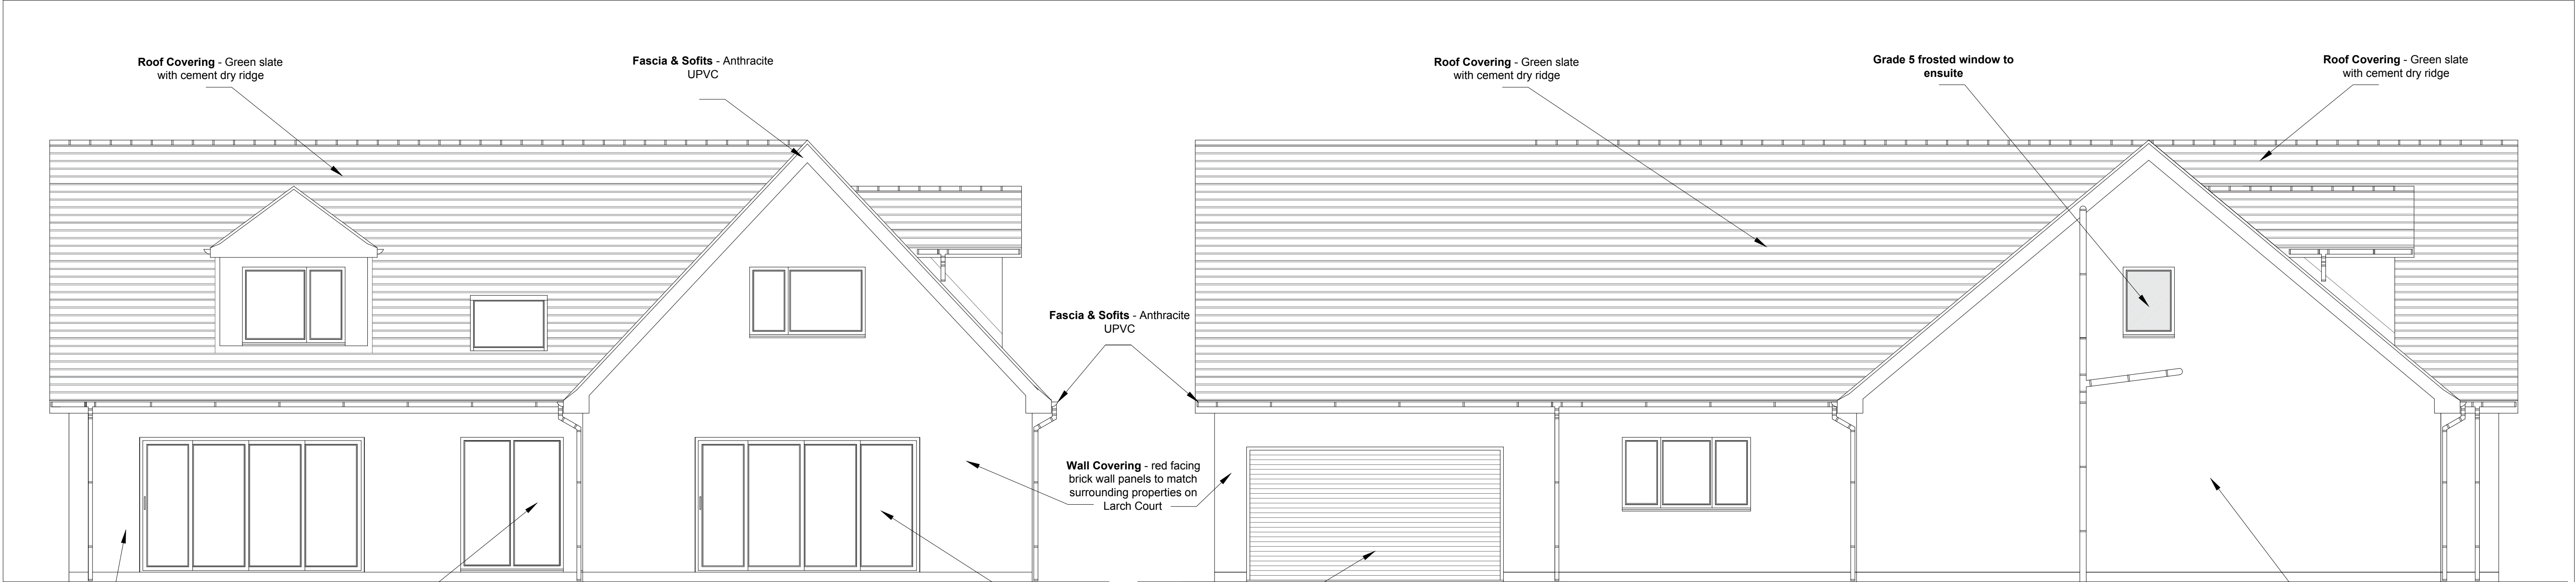 Roof Covering - Green slate
with cement dry ridge
Fascia & Sofits - Anthracite
UPVC
Roof Covering - Green slate
with cement dry ridge
Grade 5 frosted window to
ensuite
Roof Covering - Green slate
with cement dry ridge
Fascia & Sofits - Anthracite
UPVC
Wall Covering - red facing
brick wall panels to match
surrounding properties on
Larch Court